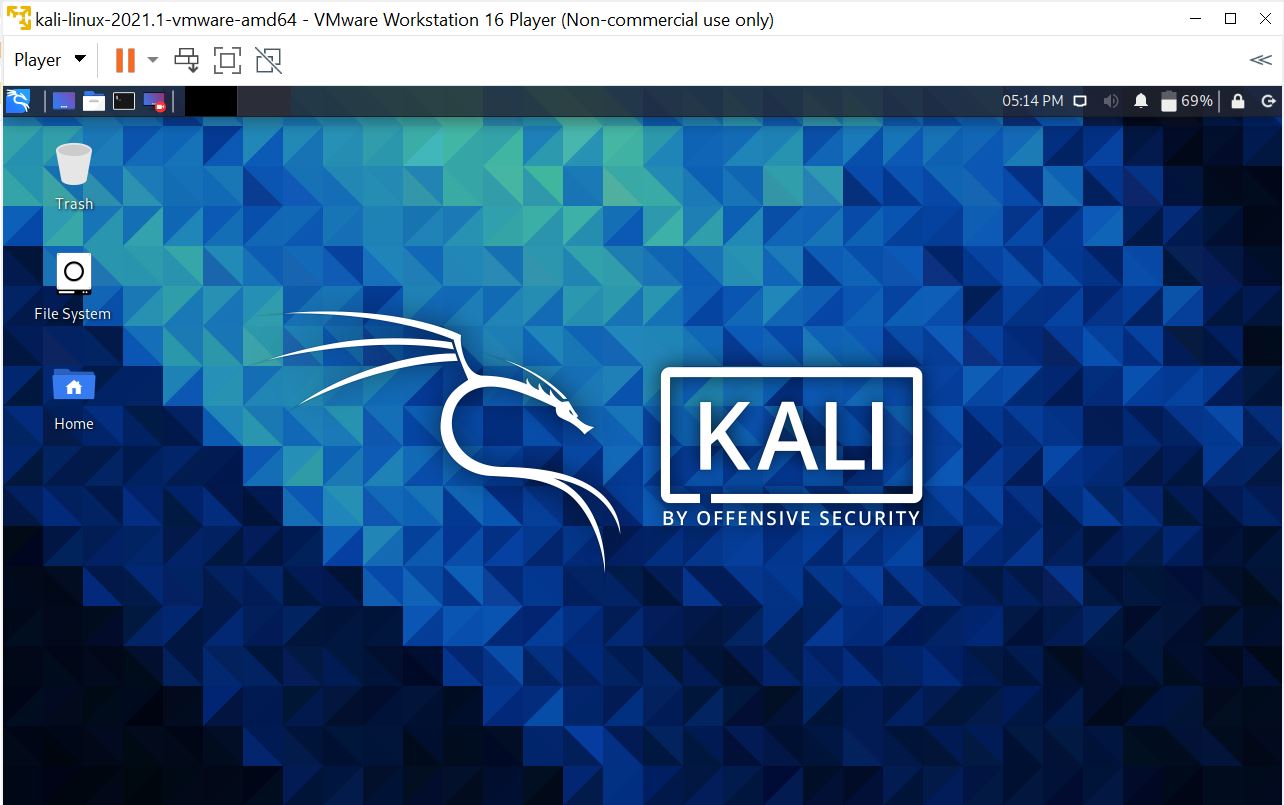 kali-linux-2021.1-vmware-amd64 - VMware Workstation 16 Player (Non-commercial use only)
Player
05:14 PM 69%
Trash
File System
Home
KALI
BY OFFENSIVE SECURITY